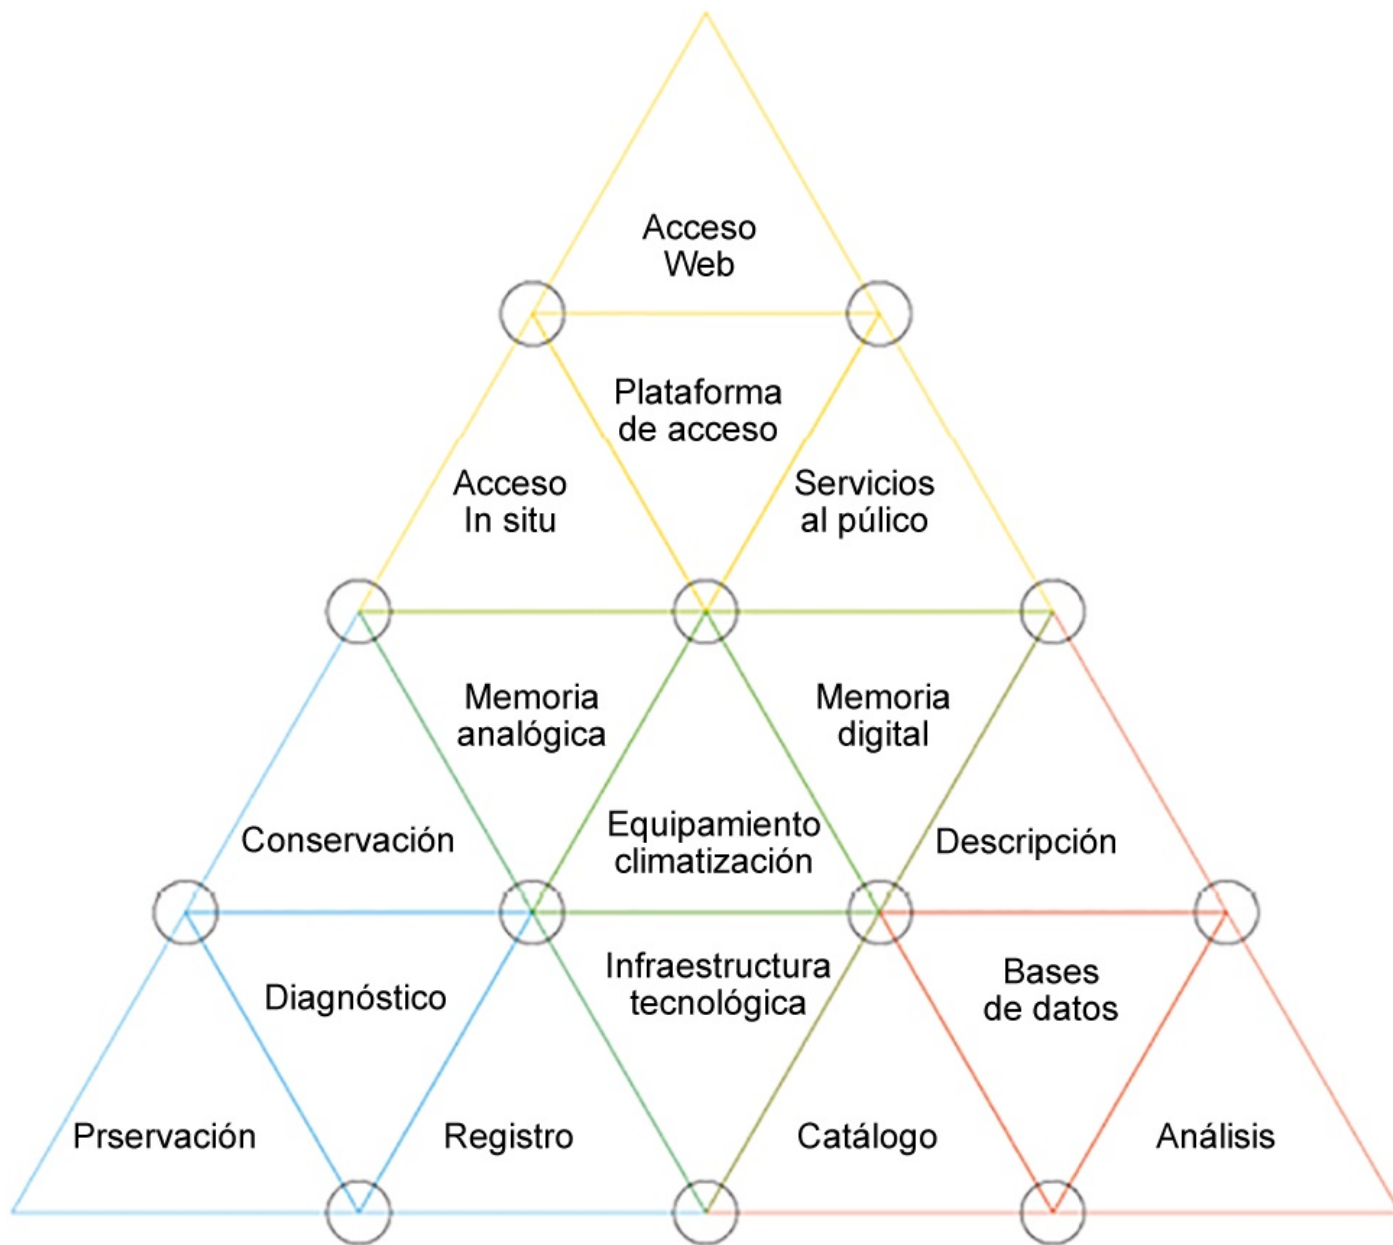 Acceso
Web
Plataforma
de acceso
Acceso
In situ
Servicios
al púlico
Memoria
analógica
Memoria
digital
Conservación
Equipamiento
climatización
Descripción
Diagnóstico
Infraestructura
tecnológica
Bases
de datos
Prservación
Registro
Catálogo
Análisis